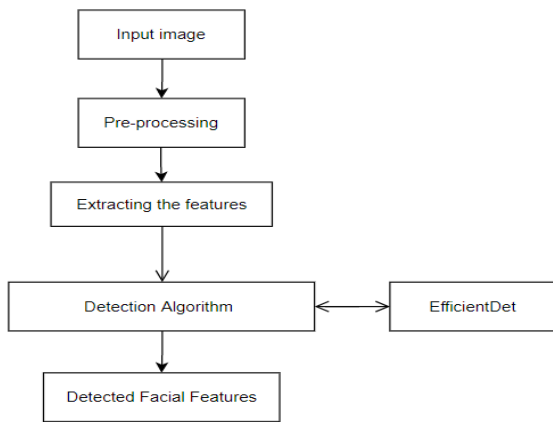 Input image
Pre-processing
Extracting the features
Detection Algorithm
EfficientDet
Detected Facial Features